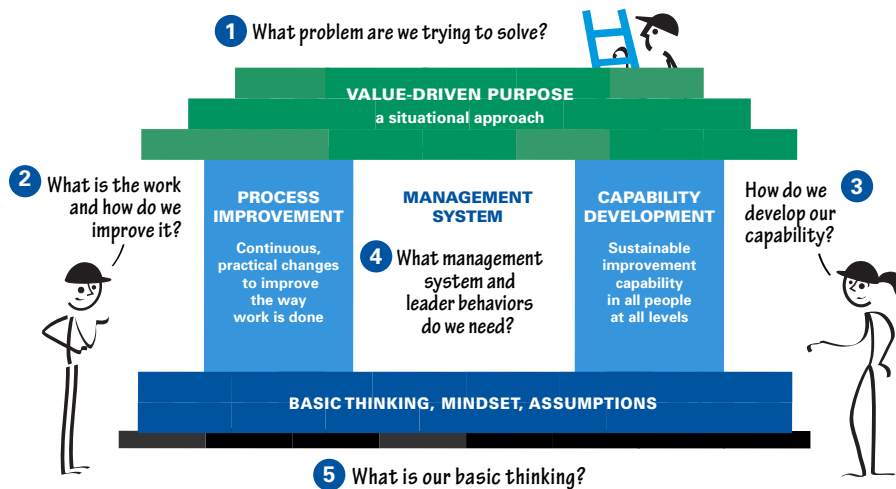 1 What problem are we trying to solve?
VALUE-DRIVEN PURPOSE
a situational approach
2 What is the work
and how do we
improve it?
PROCESS
IMPROVEMENT
Continuous,
practical changes
to improve
the way
work is done
MANAGEMENT
SYSTEM
4 What management
system and
leader behaviors
do we need?
CAPABILITY
DEVELOPMENT
Sustainable
improvement
capability
in all people
at all levels
3
How do we
develop our
capability?
BASIC THINKING, MINDSET, ASSUMPTIONS
5 What is our basic thinking?